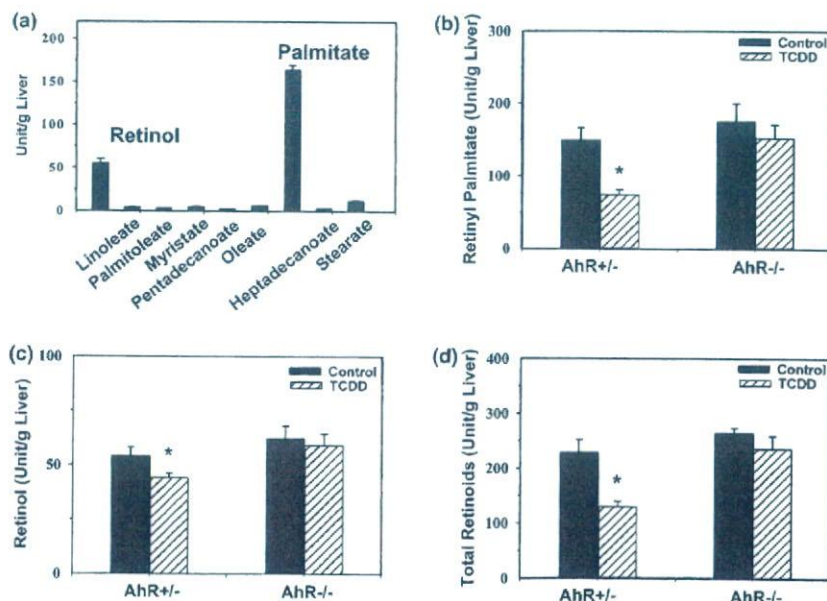 (a)
Unit/g Liver
200
150
100
50
0
Retinol
Palmitate
Linoleate
Palmitoleate
Myristate
Pentadecanoate
Oleate
Heptadecanoate
Stearate
(b)
Retinyl Palmitate (Unit/g Liver)
300
200
100
0
Control
TCDD
*
AhR+/-
AhR-/-
(c)
Retinol (Unit/g Liver)
100
50
0
Control
TCDD
*
AhR+/-
AhR-/-
(d)
Total Retinoids (Unit/g Liver)
400
300
200
100
0
Control
TCDD
*
AhR+/-
AhR-/-